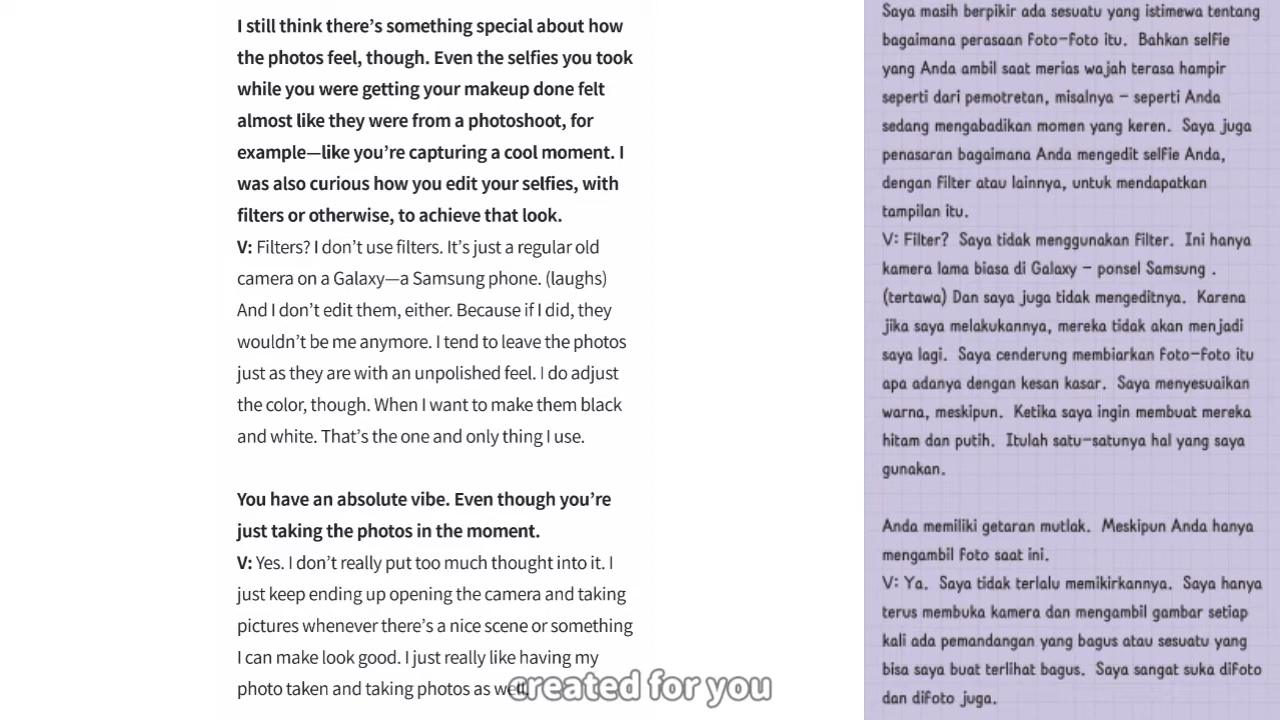 I still think there's something special about how
the photos feel, though. Even the selfies you took
while you were getting your makeup done felt
almost like they were from a photoshoot, for
example—like you're capturing a cool moment. I
was also curious how you edit your selfies, with
filters or otherwise, to achieve that look.
V: Filters? I don't use filters. It's just a regular old
camera on a Galaxy—a Samsung phone. (laughs)
And I don't edit them, either. Because if I did, they
wouldn't be me anymore. I tend to leave the photos
just as they are with an unpolished feel. I do adjust
the color, though. When I want to make them black
and white. That's the one and only thing I use.
You have an absolute vibe. Even though you're
just taking the photos in the moment.
V: Yes. I don't really put too much thought into it. I
just keep ending up opening the camera and taking
pictures whenever there's a nice scene or something
I can make look good. I just really like having my
photo taken and taking photos as well.
created for you
Saya masih berpikir ada sesuatu yang istimewa tentang
bagaimana perasaan foto-foto itu. Bahkan selfie
yang Anda ambil saat merias wajah terasa hampir
seperti dari pemotretan, misalnya - seperti Anda
sedang mengabadikan momen yang keren. Saya juga
penasaran bagaimana Anda mengedit selfie Anda,
dengan filter atau lainnya, untuk mendapatkan
tampilan itu.
V: Filter? Saya tidak menggunakan filter. Ini hanya
kamera lama biasa di Galaxy - ponsel Samsung .
(tertawa) Dan saya juga tidak mengeditnya. Karena
jika saya melakukannya, mereka tidak akan menjadi
saya lagi. Saya cenderung membiarkan foto-foto itu
apa adanya dengan kesan kasar. Saya menyesuaikan
warna, meskipun. Ketika saya ingin membuat mereka
hitam dan putih. Itulah satu-satunya hal yang saya
gunakan.
Anda memiliki getaran mutlak. Meskipun Anda hanya
mengambil foto saat ini.
V: Ya. Saya tidak terlalu memikirkannya. Saya hanya
terus membuka kamera dan mengambil gambar setiap
kali ada pemandangan yang bagus atau sesuatu yang
bisa saya buat terlihat bagus. Saya sangat suka difoto
dan difoto juga.